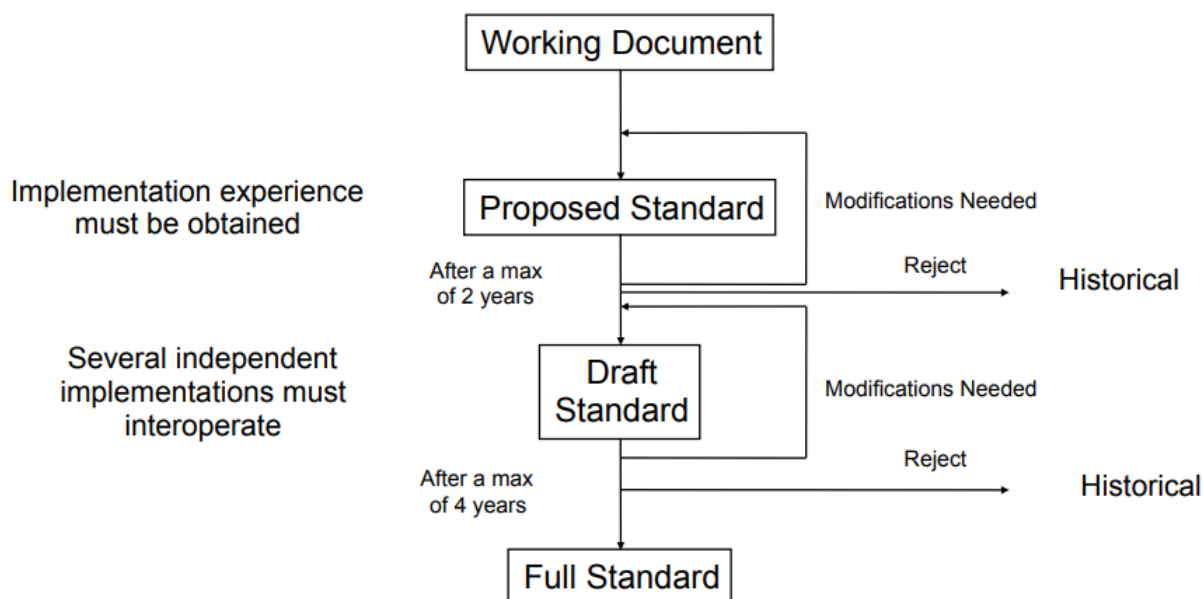 Working Document
Implementation experience
must be obtained
Proposed Standard
Modifications Needed
After a max
of 2 years
Reject
Historical
Several independent
implementations must
interoperate
Draft
Standard
Modifications Needed
After a max
of 4 years
Reject
Historical
Full Standard